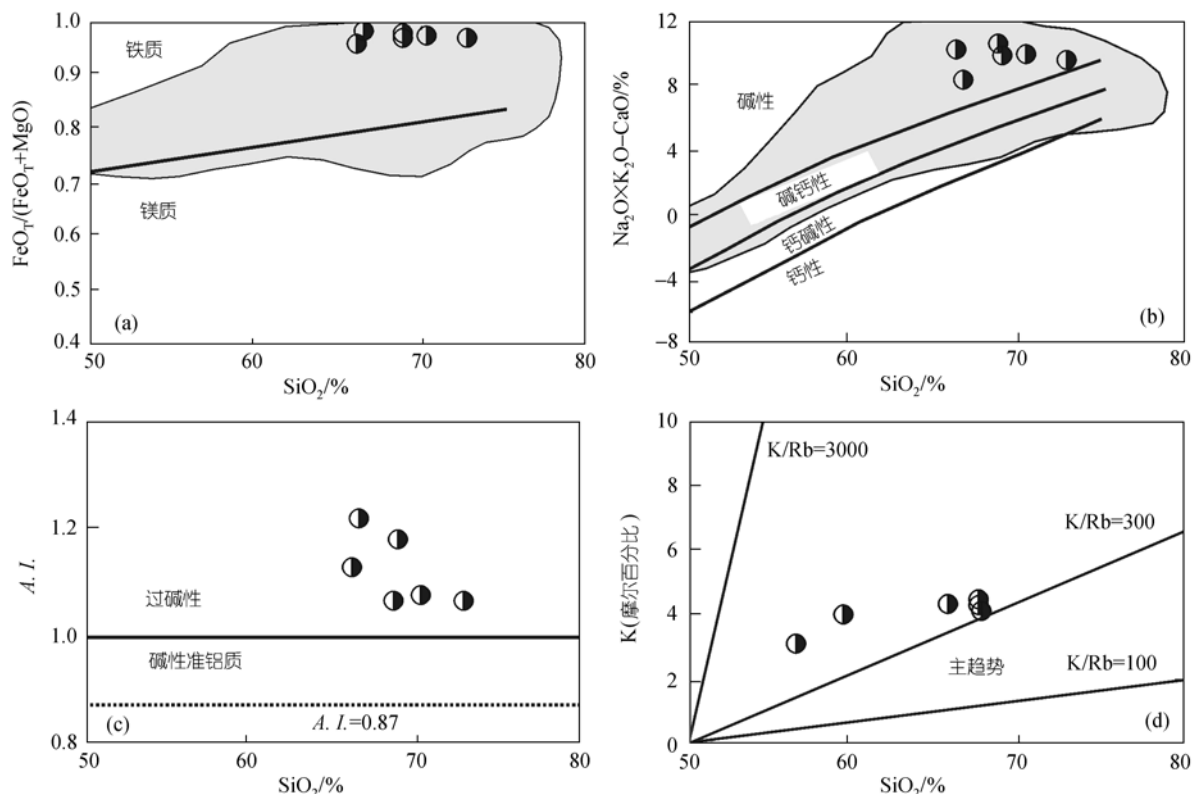 1.0
0.9
0.8
0.7
0.6
0.5
0.4
FeO_T/(FeO_T+MgO)
铁质
镁质
(a)
50
60
70
80
SiO₂/%
12
8
4
0
−4
−8
Na₂O×K₂O−CaO/%
碱性
碱钙性
钙碱性
钙性
(b)
50
60
70
80
SiO₂/%
1.4
1.2
1.0
0.8
A. I.
过碱性
碱性准铝质
(c)
A. I.=0.87
50
60
70
80
SiO₂/%
10
8
6
4
2
0
K(摩尔百分比)
K/Rb=3000
K/Rb=300
主趋势
K/Rb=100
(d)
50
60
70
80
SiO₂/%